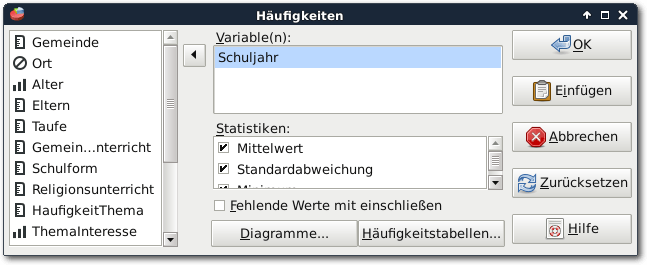 Häufigkeiten
Gemeinde
Ort
Alter
Eltern
Taufe
Gemein...nterricht
Schulform
Religionsunterricht
HaufigkeitThema
ThemaInteresse
Variable(n):
Schuljahr
Statistiken:
Mittelwert
Standardabweichung
Fehlende Werte mit einschließen
Diagramme...
Häufigkeitstabellen...
OK
Einfügen
Abbrechen
Zurücksetzen
Hilfe